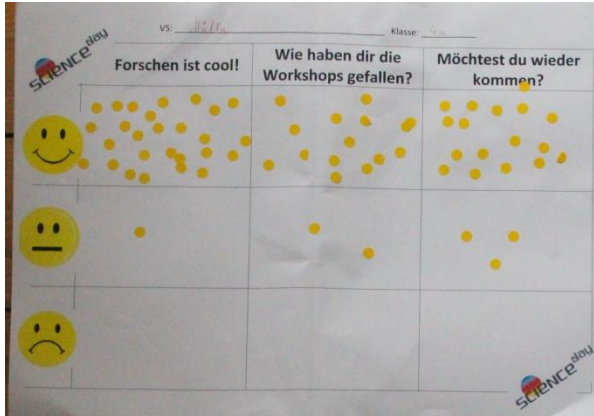 VS:
Klasse: 4a
SCIENCE day
Forschen ist cool!
Wie haben dir die
Workshops gefallen?
Möchtest du wieder
kommen?
SCIENCE day